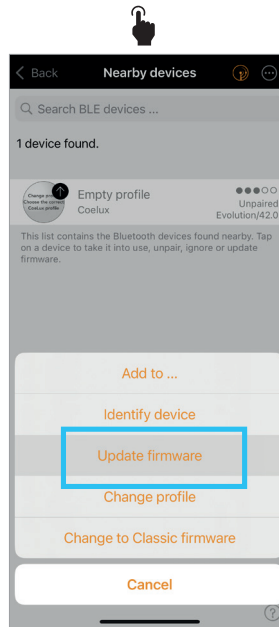 Back
Nearby devices
Search BLE devices ...
1 device found.
Change pro
Choose the correct
CoeLux profile
Empty profile
Coelux
Unpaired
Evolution/42.0
This list contains the Bluetooth devices found nearby. Tap
on a device to take it into use, unpair, ignore or update
firmware.
Add to ...
Identify device
Update firmware
Change profile
Change to Classic firmware
Cancel
?